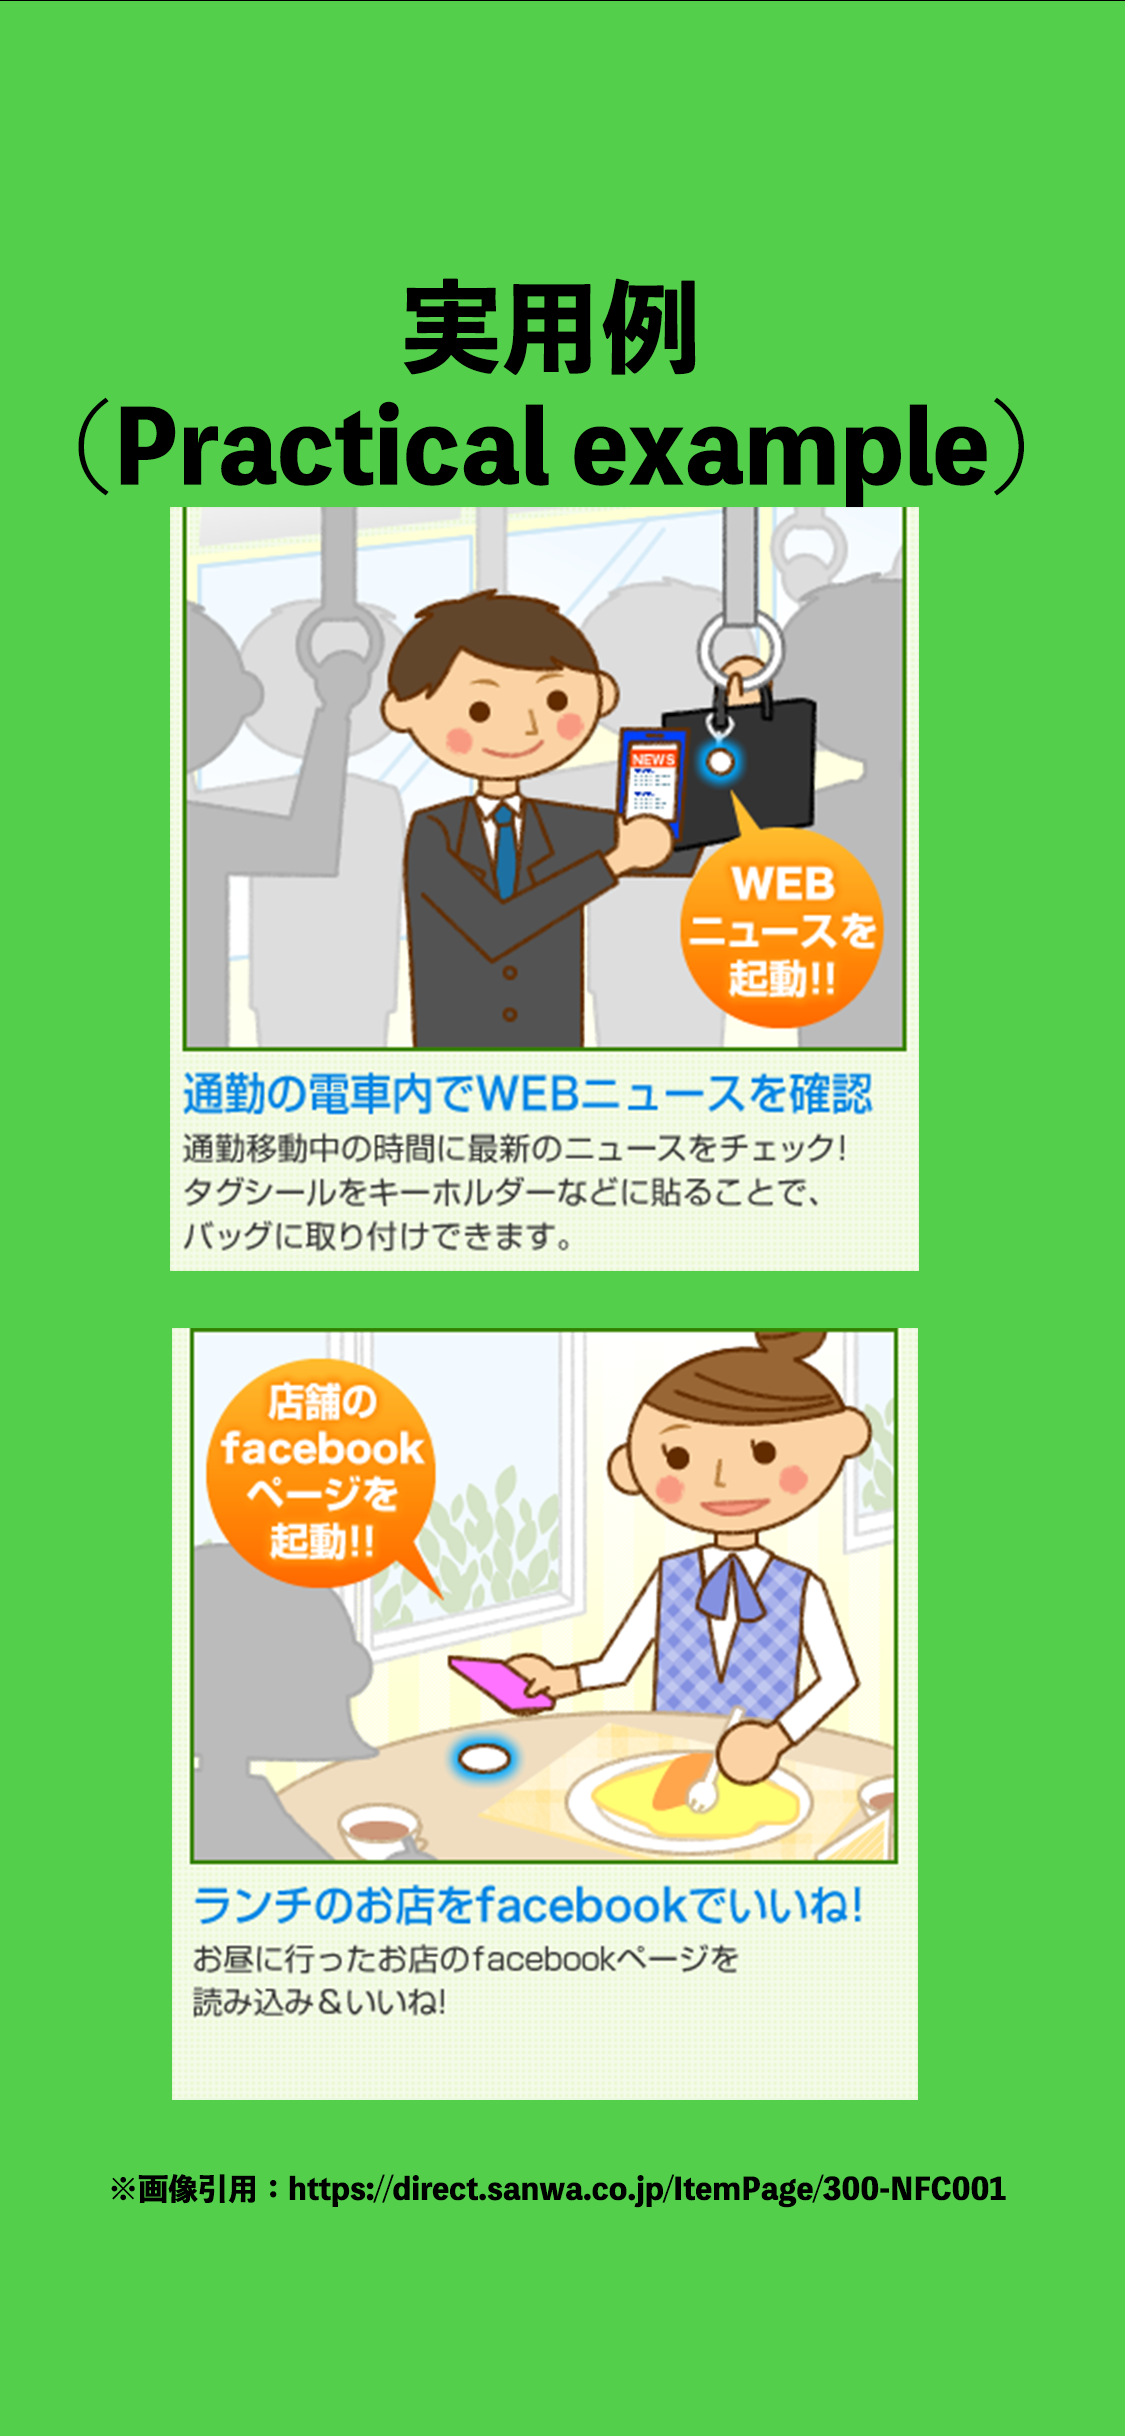 実用例
（Practical example）
NEWS
WEB
ニュースを
起動!!
通勤の電車内でWEBニュースを確認
通勤移動中の時間に最新のニュースをチェック!
タグシールをキーホルダーなどに貼ることで、
バッグに取り付けできます。
店舗の
facebook
ページを
起動!!
ランチのお店をfacebookでいいね!
お昼に行ったお店のfacebookページを
読み込み＆いいね!
※画像引用：https://direct.sanwa.co.jp/ItemPage/300-NFC001